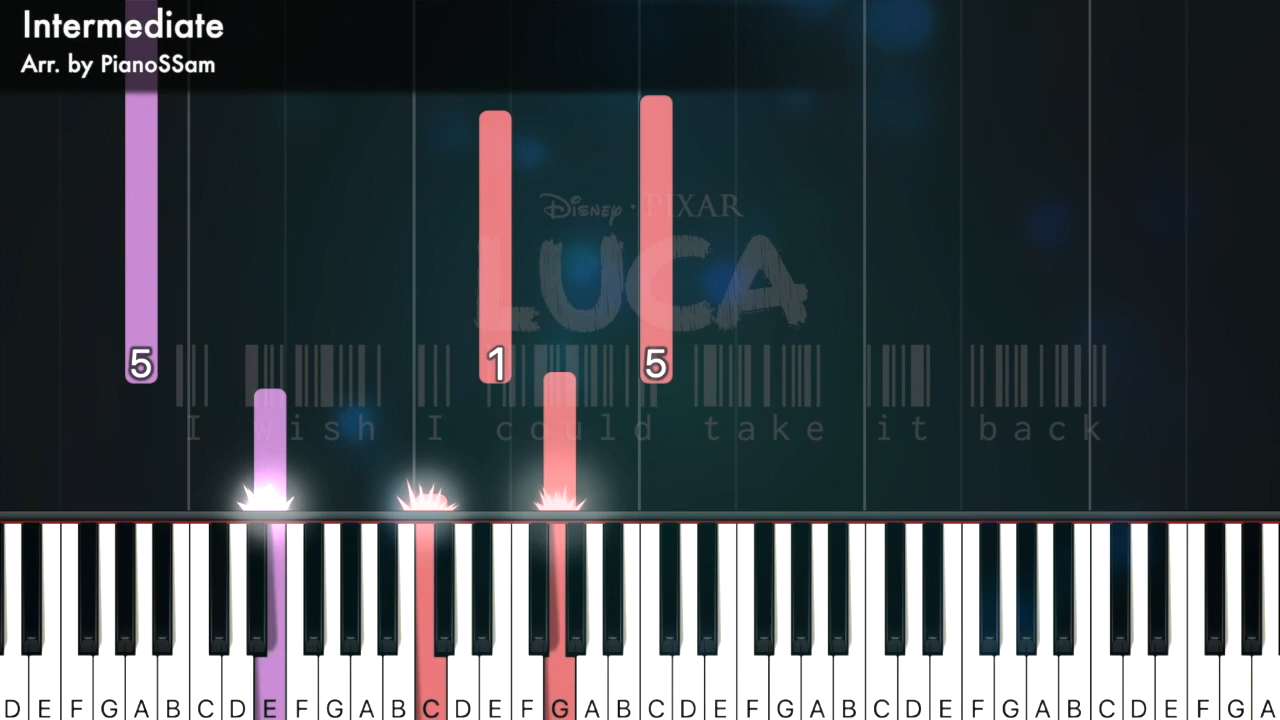 Intermediate
Arr. by PianoSSam
Disney · PIXAR
LUCA
5
1
5
I wish I could take it back
D E F G A B C D E F G A B C D E F G A B C D E F G A B C D E F G A B C D E F G A